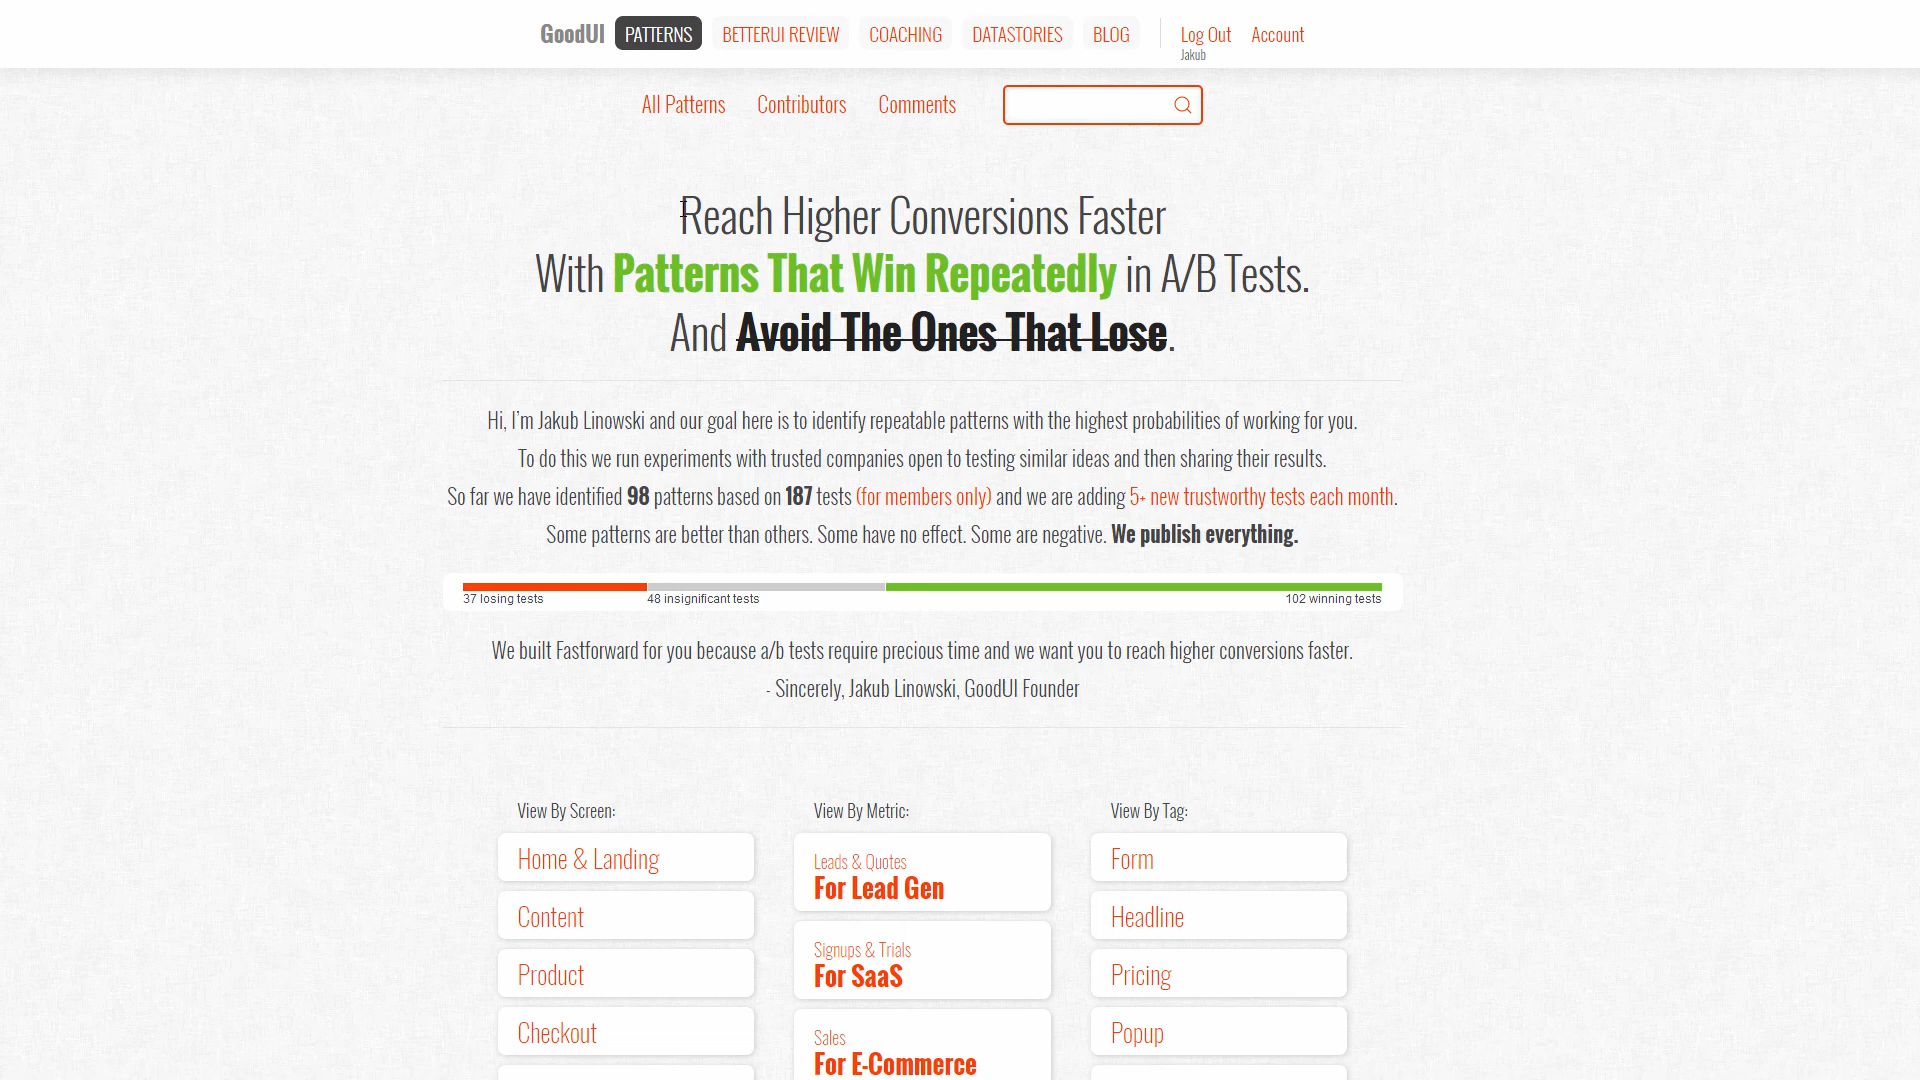 GoodUI PATTERNS BETTERUI REVIEW COACHING DATASTORIES BLOG Log Out Account
Jakub
All Patterns Contributors Comments
Reach Higher Conversions Faster
With Patterns That Win Repeatedly in A/B Tests.
And Avoid The Ones That Lose.
Hi, I'm Jakub Linowski and our goal here is to identify repeatable patterns with the highest probabilities of working for you.
To do this we run experiments with trusted companies open to testing similar ideas and then sharing their results.
So far we have identified 98 patterns based on 187 tests (for members only) and we are adding 5+ new trustworthy tests each month.
Some patterns are better than others. Some have no effect. Some are negative. We publish everything.
37 losing tests 48 insignificant tests 102 winning tests
We built Fastforward for you because a/b tests require precious time and we want you to reach higher conversions faster.
- Sincerely, Jakub Linowski, GoodUI Founder
View By Screen:
Home & Landing
Content
Product
Checkout
View By Metric:
Leads & Quotes
For Lead Gen
Signups & Trials
For SaaS
Sales
For E-Commerce
View By Tag:
Form
Headline
Pricing
Popup